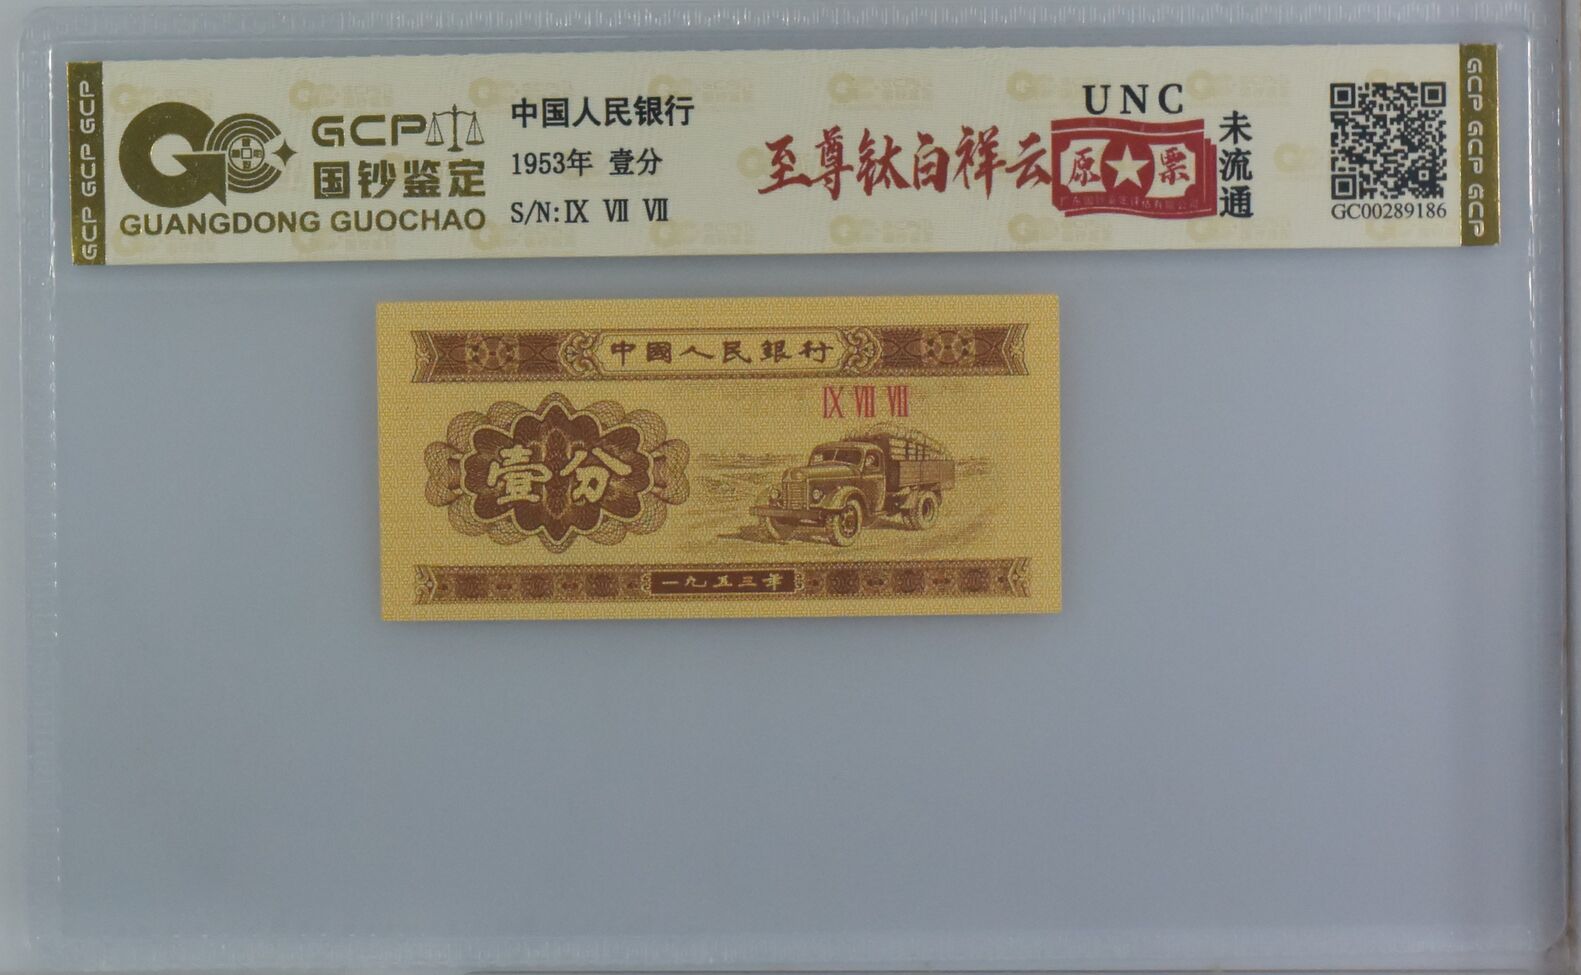 GCP GCP GCP
GCP
国钞鉴定
GUANGDONG GUOCHAO
中国人民银行
1953年 壹分
S/N: IX VII VII
至尊钛白祥云
原票
UNC
未流通
GC00289186
GCP GCP GCP
中國人民銀行
IX VII VII
壹分
一九五三年